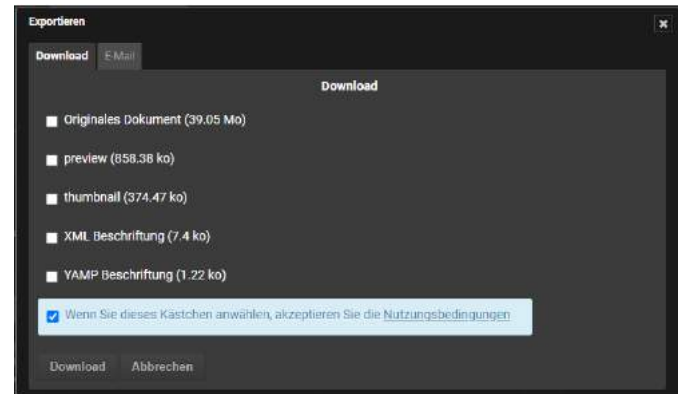 Exportieren
Download E-Mail
Download
Originales Dokument (39.05 Mo)
preview (858.38 ko)
thumbnail (374.47 ko)
XML Beschriftung (7.4 ko)
YAMP Beschriftung (1.22 ko)
Wenn Sie dieses Kästchen anwählen, akzeptieren Sie die Nutzungsbedingungen
Download Abbrechen